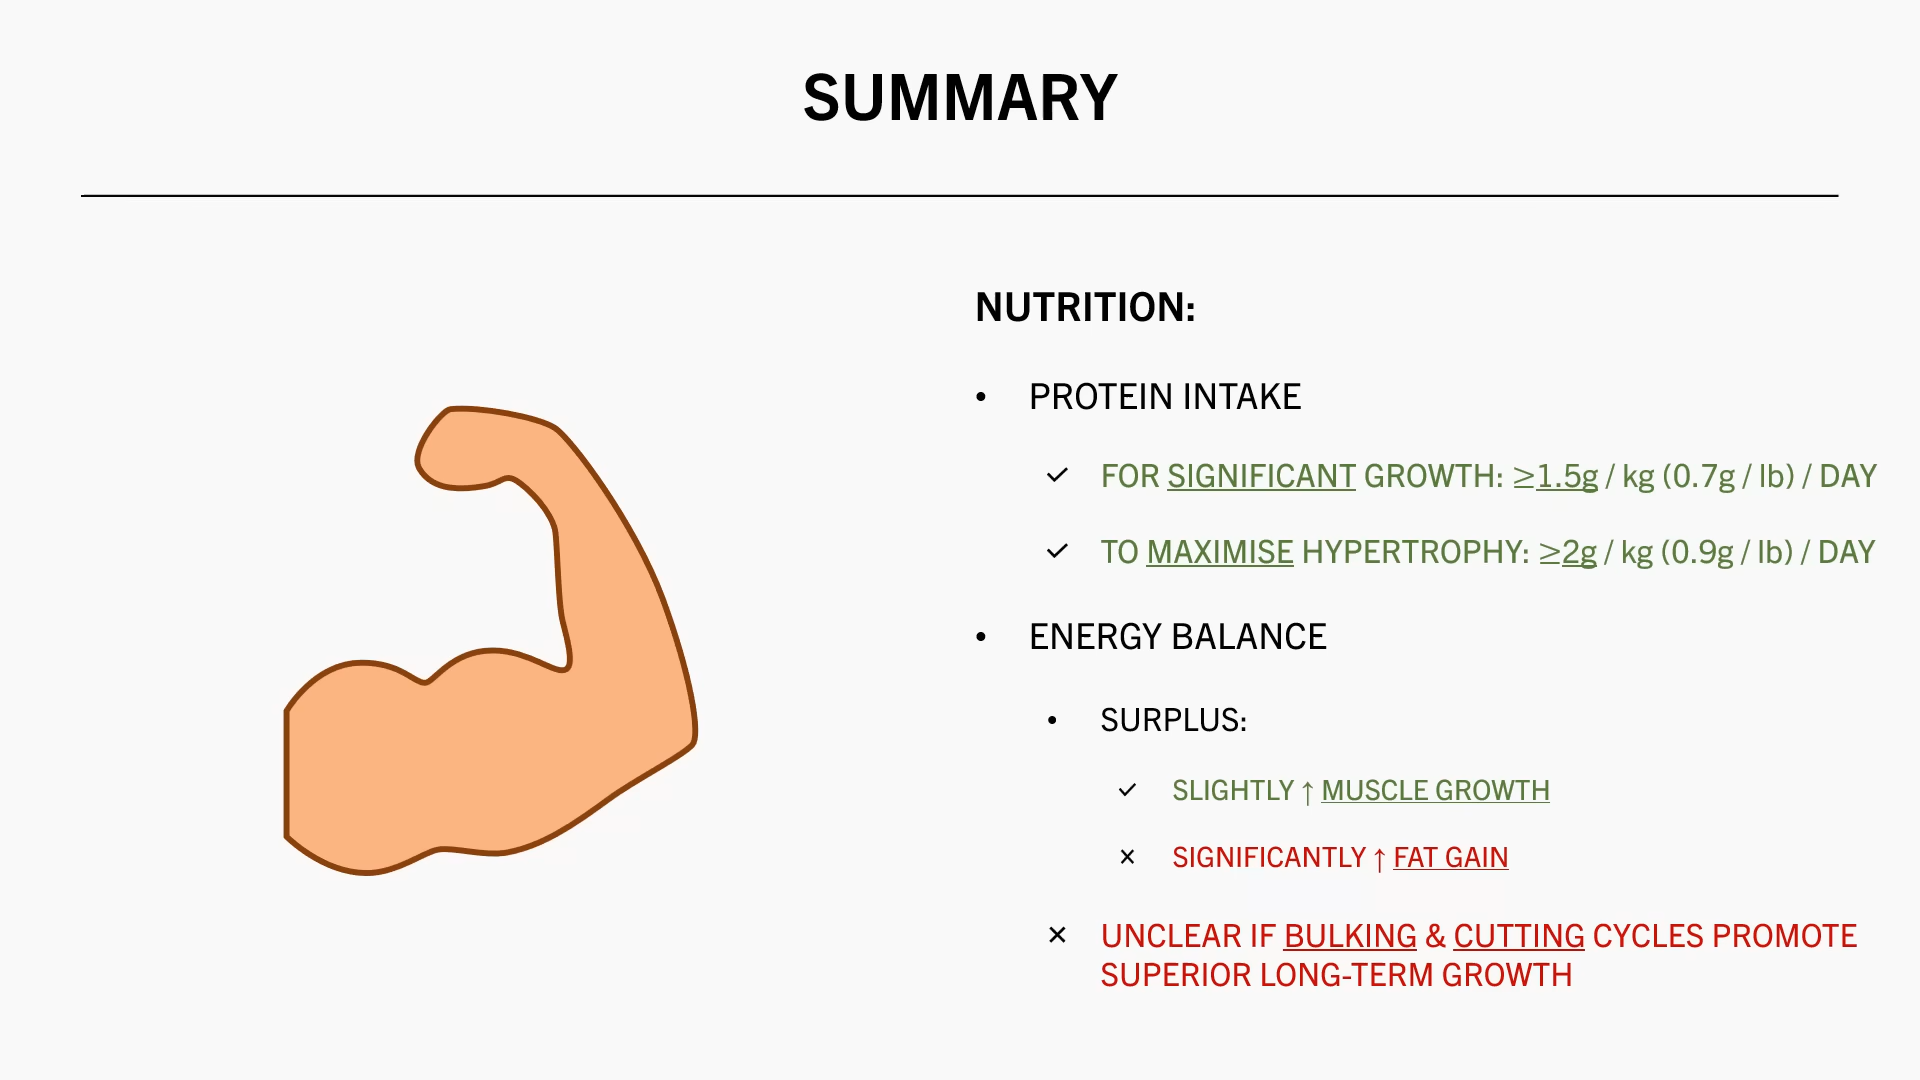 SUMMARY
NUTRITION:
• PROTEIN INTAKE
✓ FOR SIGNIFICANT GROWTH: ≥1.5g / kg (0.7g / lb) / DAY
✓ TO MAXIMISE HYPERTROPHY: ≥2g / kg (0.9g / lb) / DAY
• ENERGY BALANCE
• SURPLUS:
✓ SLIGHTLY ↑ MUSCLE GROWTH
✕ SIGNIFICANTLY ↑ FAT GAIN
✕ UNCLEAR IF BULKING & CUTTING CYCLES PROMOTE
SUPERIOR LONG-TERM GROWTH